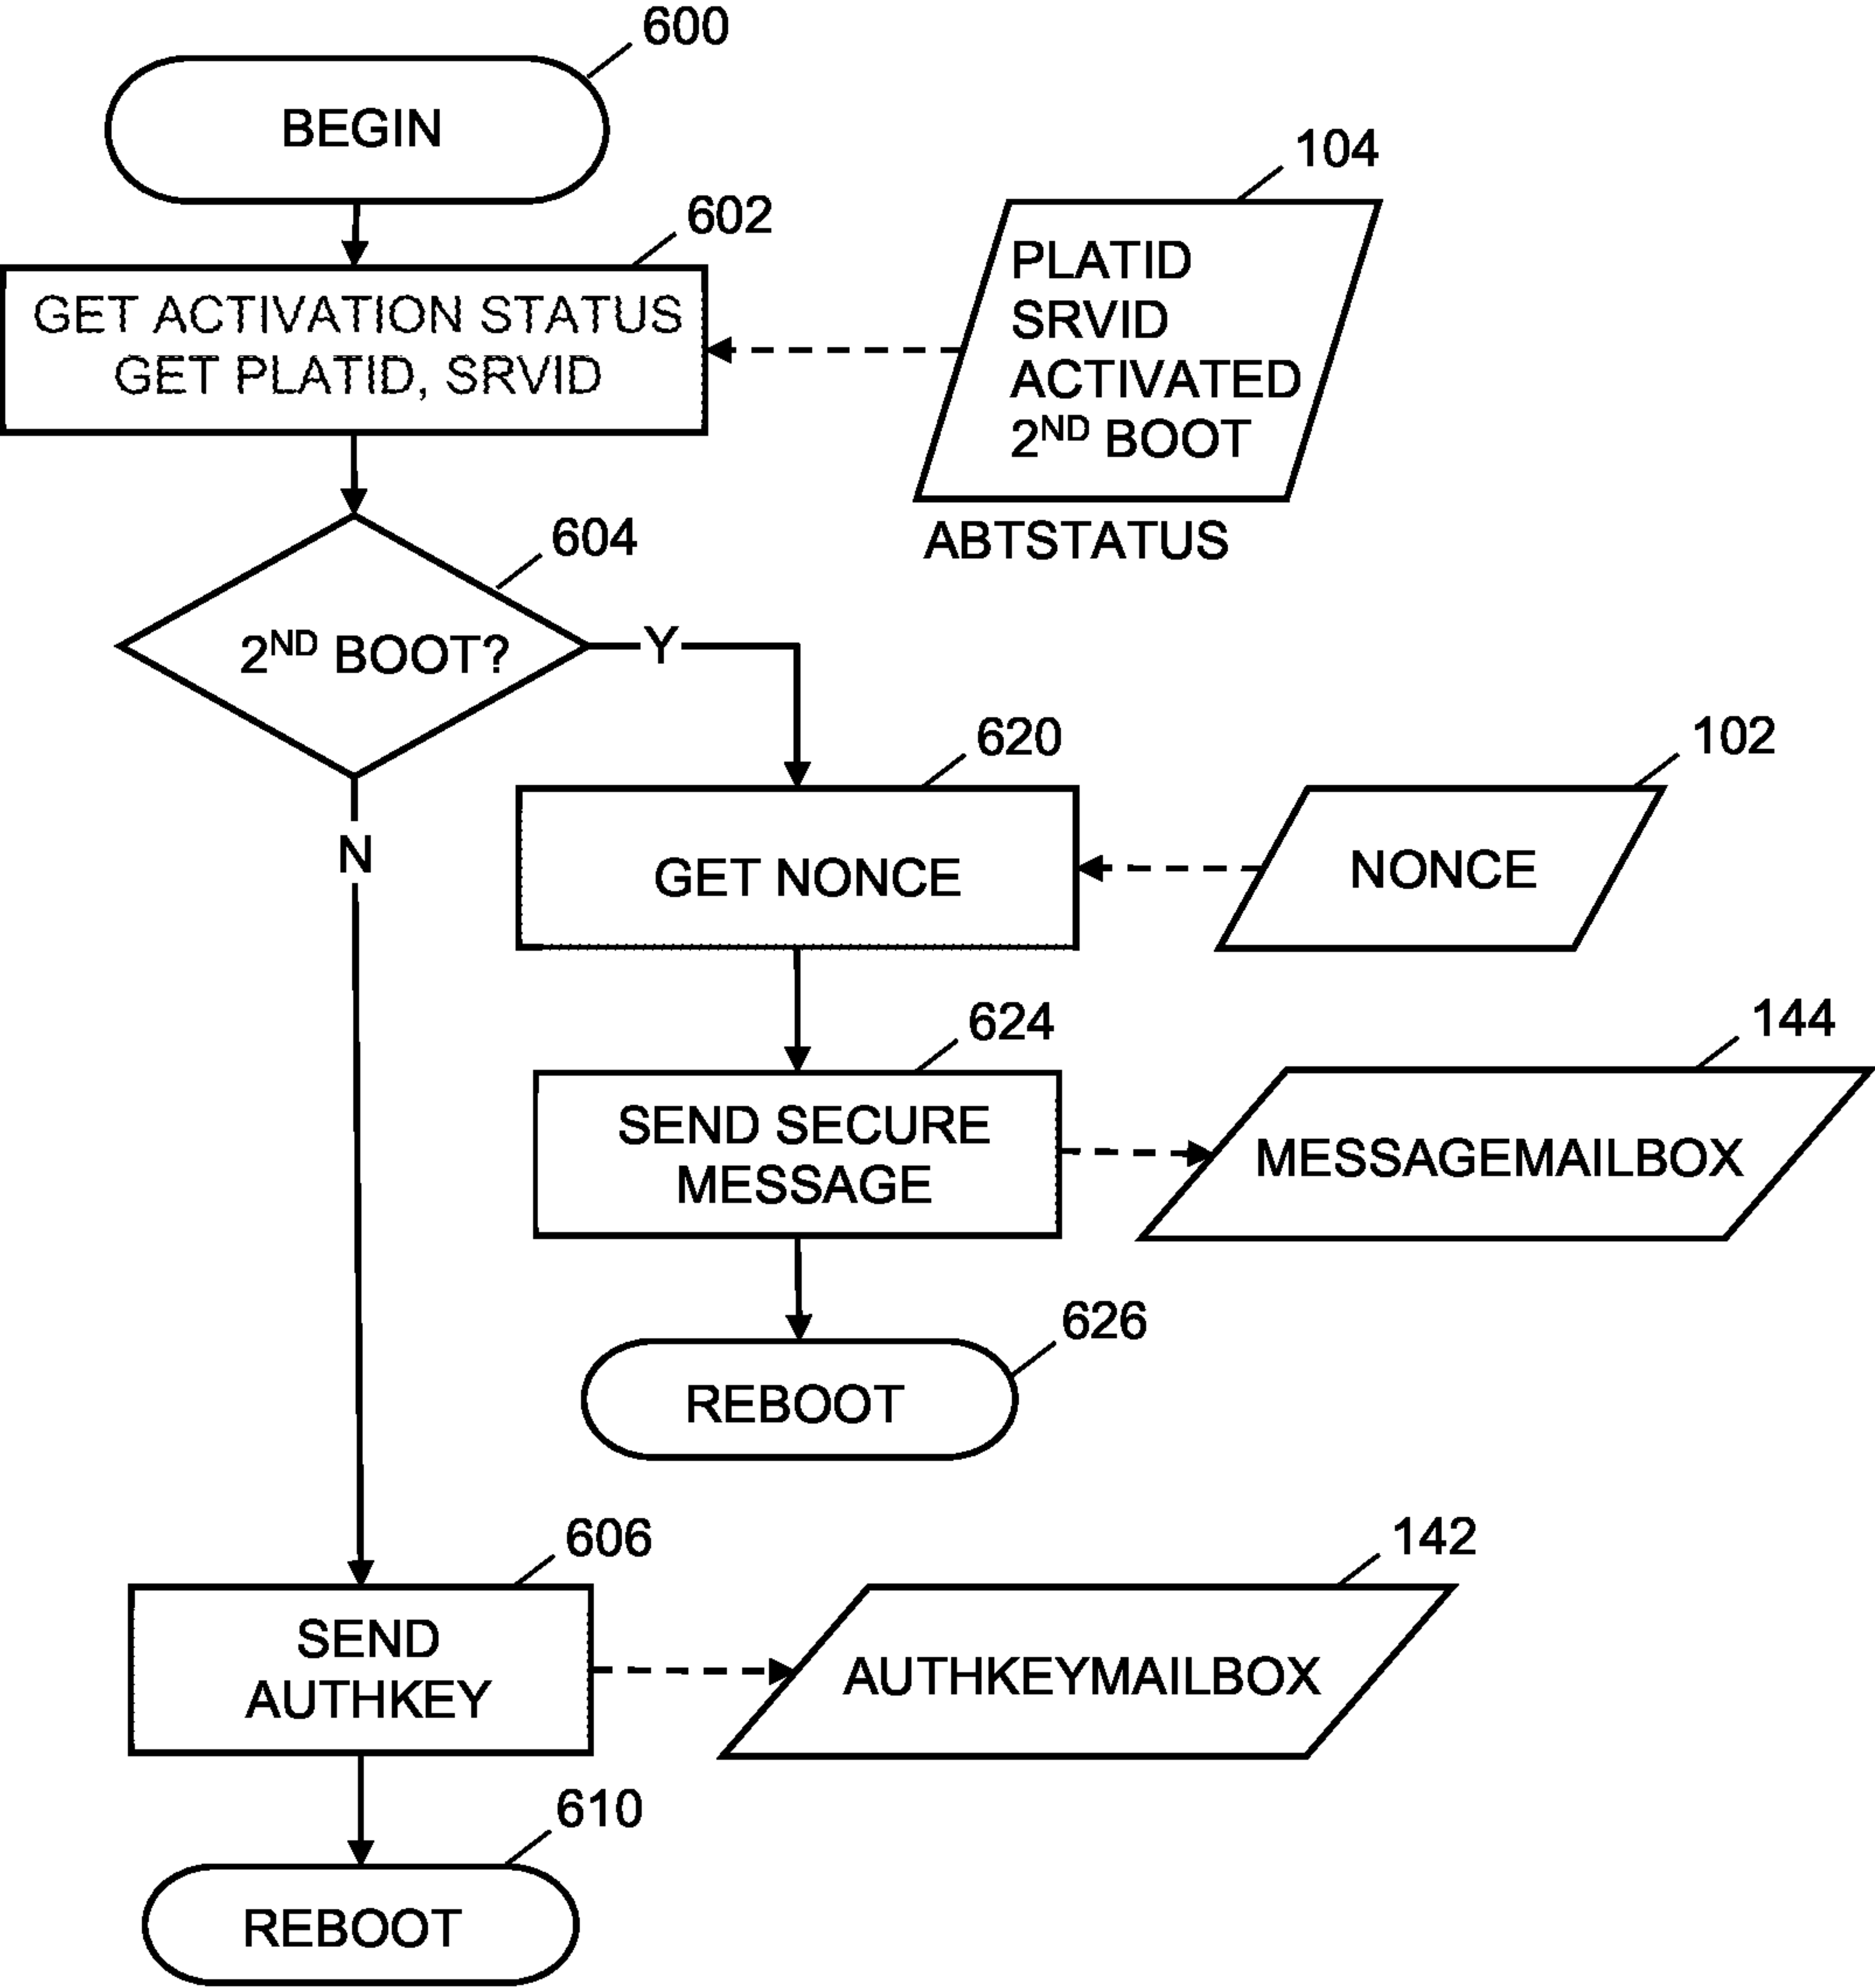 600
BEGIN
104
602
PLATID
SRVID
ACTIVATED
2ND BOOT
GET ACTIVATION STATUS
GET PLATID, SRVID
ABTSTATUS
604
2ND BOOT?
Y
620
102
N
GET NONCE
NONCE
624
144
SEND SECURE
MESSAGE
MESSAGEMAILBOX
626
REBOOT
606
142
SEND
AUTHKEY
AUTHKEYMAILBOX
610
REBOOT